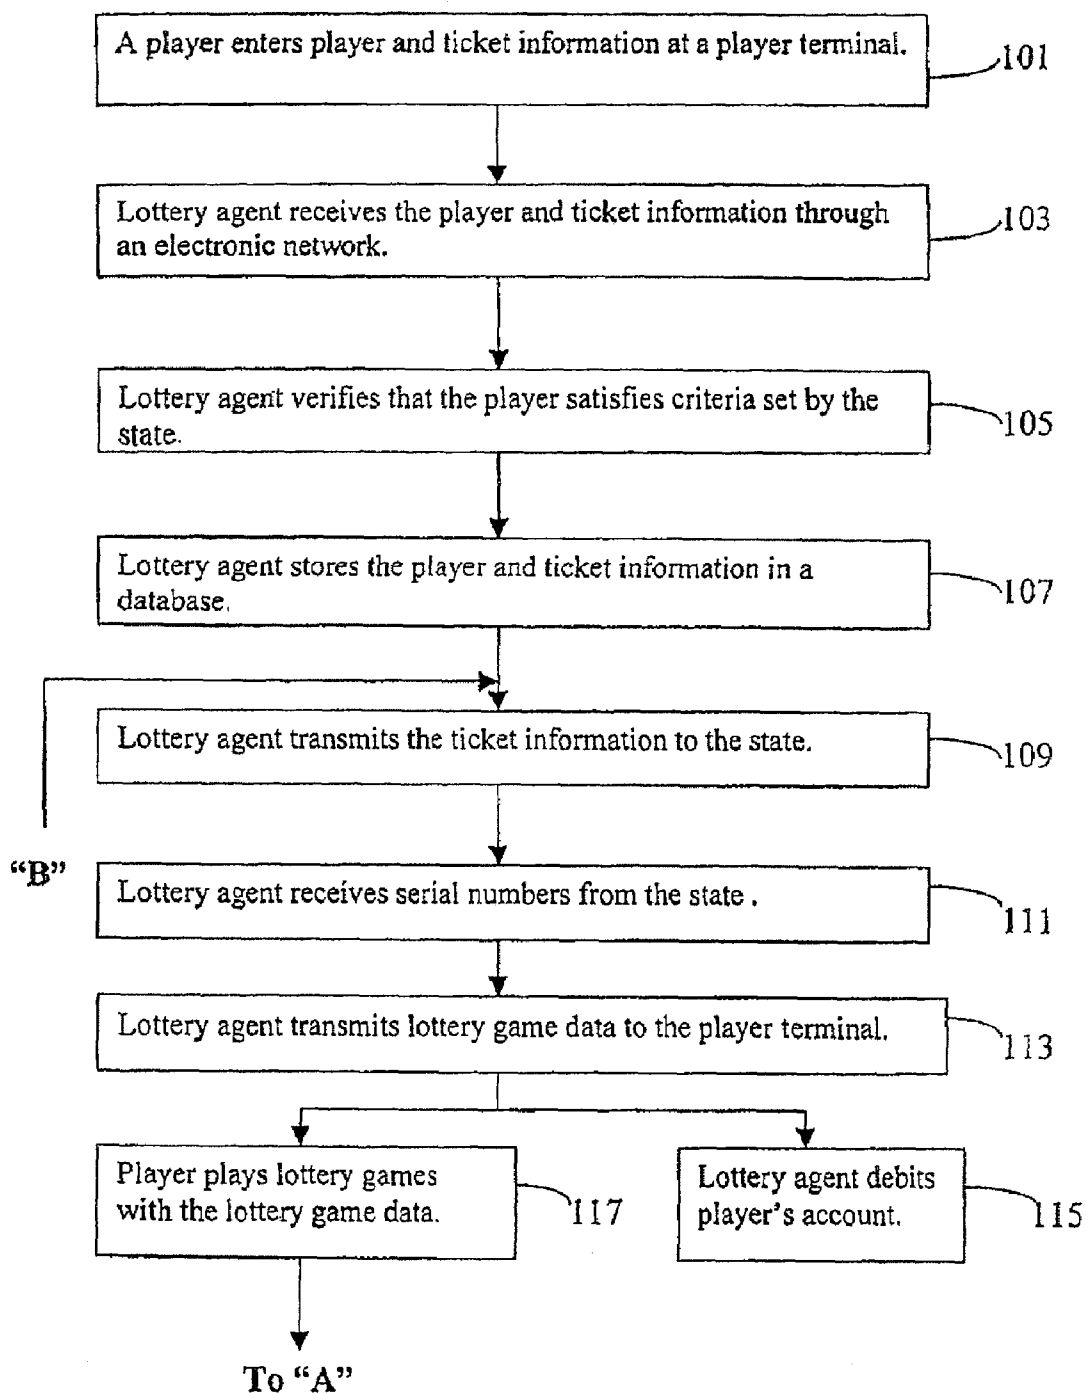 A player enters player and ticket information at a player terminal.
101
Lottery agent receives the player and ticket information through
an electronic network.
103
Lottery agent verifies that the player satisfies criteria set by the
state.
105
Lottery agent stores the player and ticket information in a
database.
107
Lottery agent transmits the ticket information to the state.
109
“B”
Lottery agent receives serial numbers from the state .
111
Lottery agent transmits lottery game data to the player terminal.
113
Player plays lottery games
with the lottery game data.
117
Lottery agent debits
player’s account.
115
To “A”